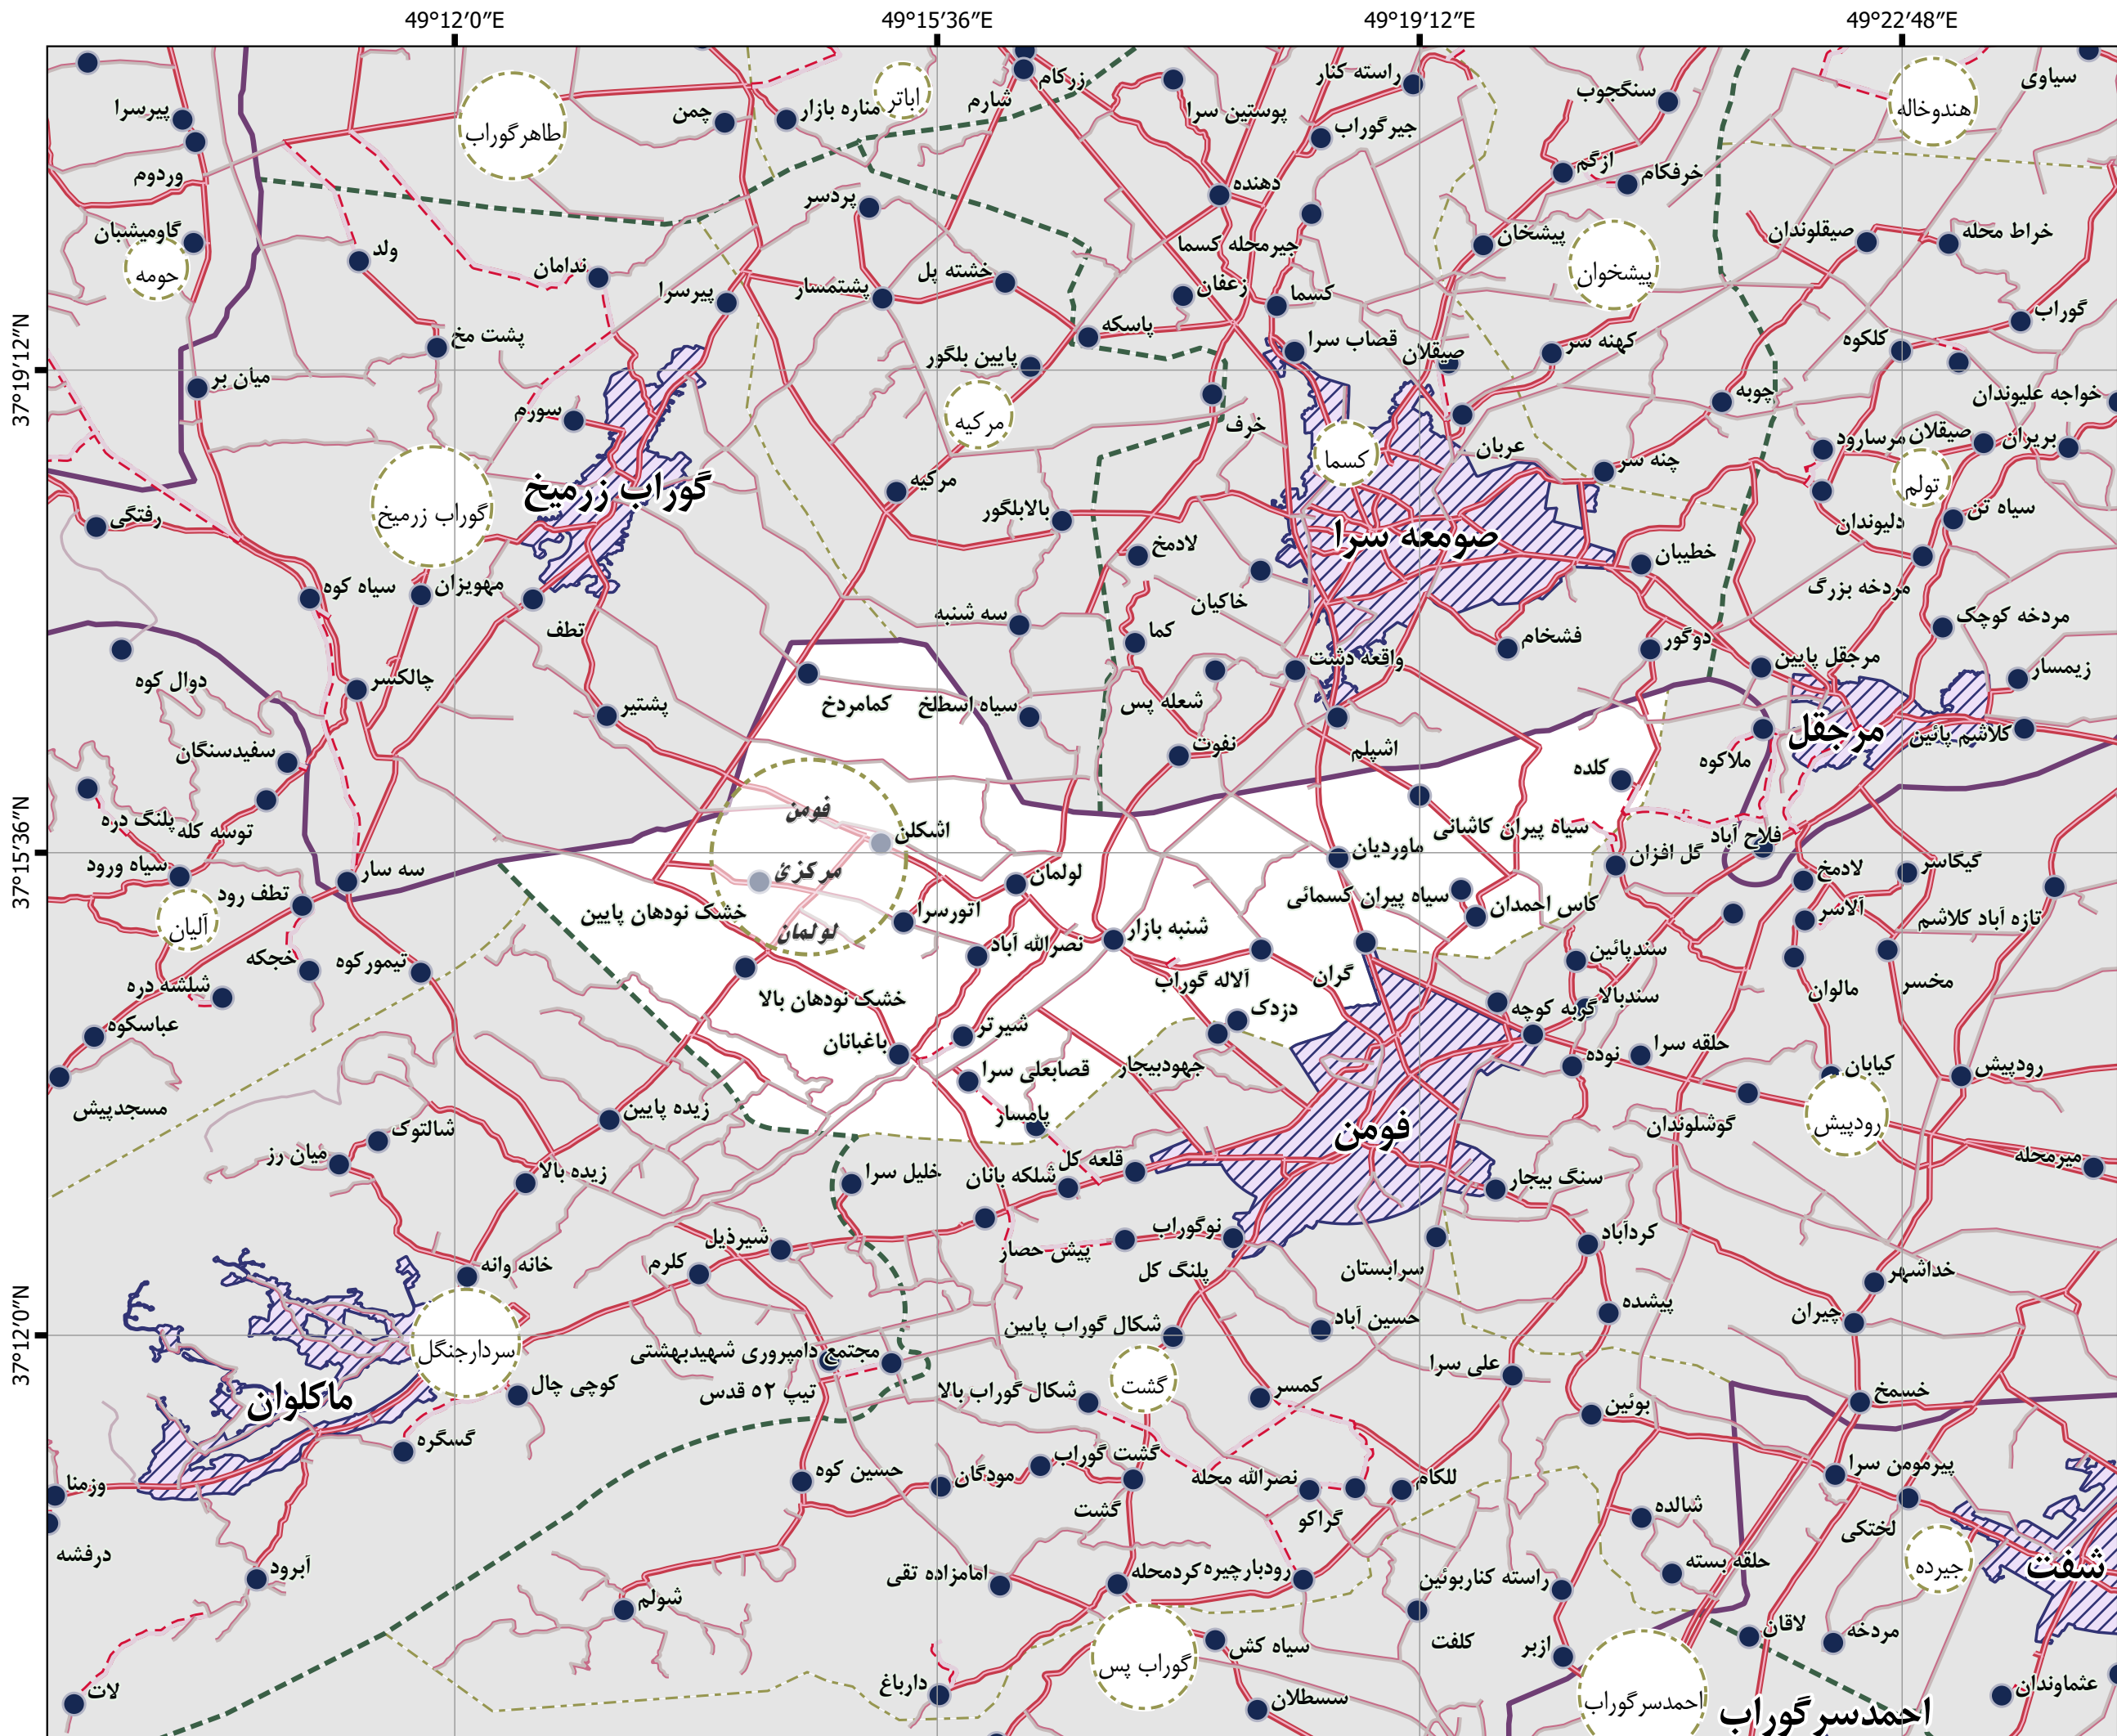 49°12′0″E
49°15′36″E
49°19′12″E
49°22′48″E
37°19′12″N
37°15′36″N
37°12′0″N
پیرسرا
طاهرگوراب
چمن
مناره بازار
اباتر
شارم
زرکام
پوستین سرا
راسته کنار
جیرگوراب
سنگجوب
هندوخاله
سیاوی
وردوم
ازگم
خرفکام
دهنده
پردسر
گاومیشبان
حومه
ولد
ندامان
پیرسرا
پشتمسار
خشته پل
جیرمحله کسما
زعفان
کسما
پیشخان
پیشخوان
صیقلوندان
خراط محله
گوراب
پشت مخ
پاسکه
پایین بلگور
قصاب سرا
صیقلان
کهنه سر
کلکوه
میان بر
سورم
مرکیه
خرف
کسما
عربان
چنه سر
چوبه
خواجه علیوندان
مرسارود
صیقلان
بربران
تولم
گوراب زرمیخ
گوراب زرمیخ
رفتگی
مرکیه
بالابلگور
لادمخ
صومعه سرا
خطیبان
دلیوندان
سیاه تن
مردخه بزرگ
سیاه کوه
مهویزان
تطف
سه شنبه
کما
خاکیان
فشخام
دوگور
مردخه کوچک
مرجقل پایین
زیمسار
دوال کوه
چالکسر
پشتیر
کمامردخ
سیاه اسطلخ
شعله پس
واقعه دشت
نفوت
اشپلم
ملاکوه
مرجقل
کلاشم پائین
سفیدسنگان
پلنگ دره
توسه کله
فومن
مرکزی
لولمان
اشکلن
کلده
سیاه پیران کاشانی
ماوردیان
گل افزان
فلاح آباد
سیاه ورود
سه سار
تطف رود
آلیان
خشک نودهان پایین
اتورسرا
لولمان
شنبه بازار
سیاه پیران کسمائی
کاس احمدان
لادمخ
گیگاسر
آلاسر
تازه آباد کلاشم
خجکه
تیمورکوه
شلشه دره
خشک نودهان بالا
نصرالله آباد
آلاله گوراب
گران
سندپائین
سندبالا
مالوان
مخسر
عباسکوه
باغبانان
شیرتر
دزدک
گربه کوچه
نوده
حلقه سرا
کیابان
رودپیش
رودپیش
مسجدپیش
زیده پایین
قصابعلی سرا
پامسار
جهودبیجار
فومن
گوشلوندان
شالتوک
میان رز
زیده بالا
خلیل سرا
شلکه بانان
قلعه کل
سنگ بیجار
میرمحله
خانه وانه
کلرم
شیرذیل
پیش حصار
نوگوراب
پلنگ کل
سرابستان
کردآباد
خداشهر
سردارجنگل
مجتمع دامپروری شهیدبهشتی
تیپ ۵۲ قدس
شکال گوراب پایین
حسین آباد
پیشده
چیران
ماکلوان
کوچی چال
شکال گوراب بالا
گشت
کمسر
علی سرا
بوئین
خسمخ
گسگره
وزمتا
حسین کوه
مودگان
گشت گوراب
گشت
نصرالله محله
گراکو
للکام
شالده
پیرمومن سرا
لختکی
جیرده
شفت
درفشه
آبرود
شولم
امامزاده تقی
کردمحله
رودبارچیره
راسته کناربوئین
حلقه بسته
گوراب پس
سیاه کش
کلفت
ازبر
لاقان
مردخه
لات
دارباغ
سسطلان
احمدسرگوراب
احمدسرگوراب
عثماوندان